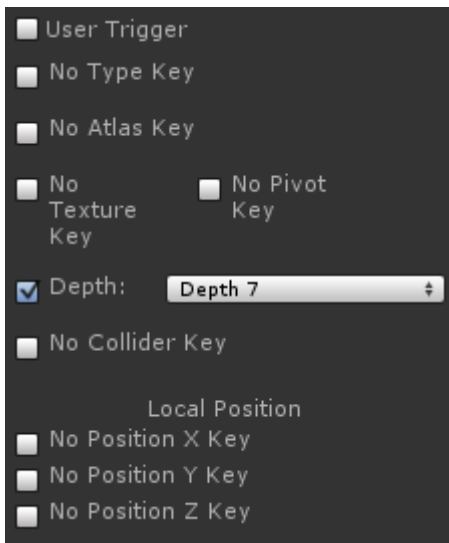 User Trigger
No Type Key
No Atlas Key
No No Pivot
Texture Key
Key
Depth: Depth 7
No Collider Key
Local Position
No Position X Key
No Position Y Key
No Position Z Key